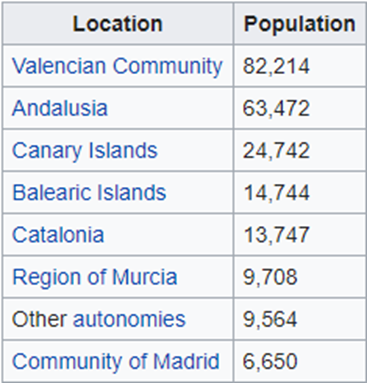 Location Population
Valencian Community 82,214
Andalusia 63,472
Canary Islands 24,742
Balearic Islands 14,744
Catalonia 13,747
Region of Murcia 9,708
Other autonomies 9,564
Community of Madrid 6,650